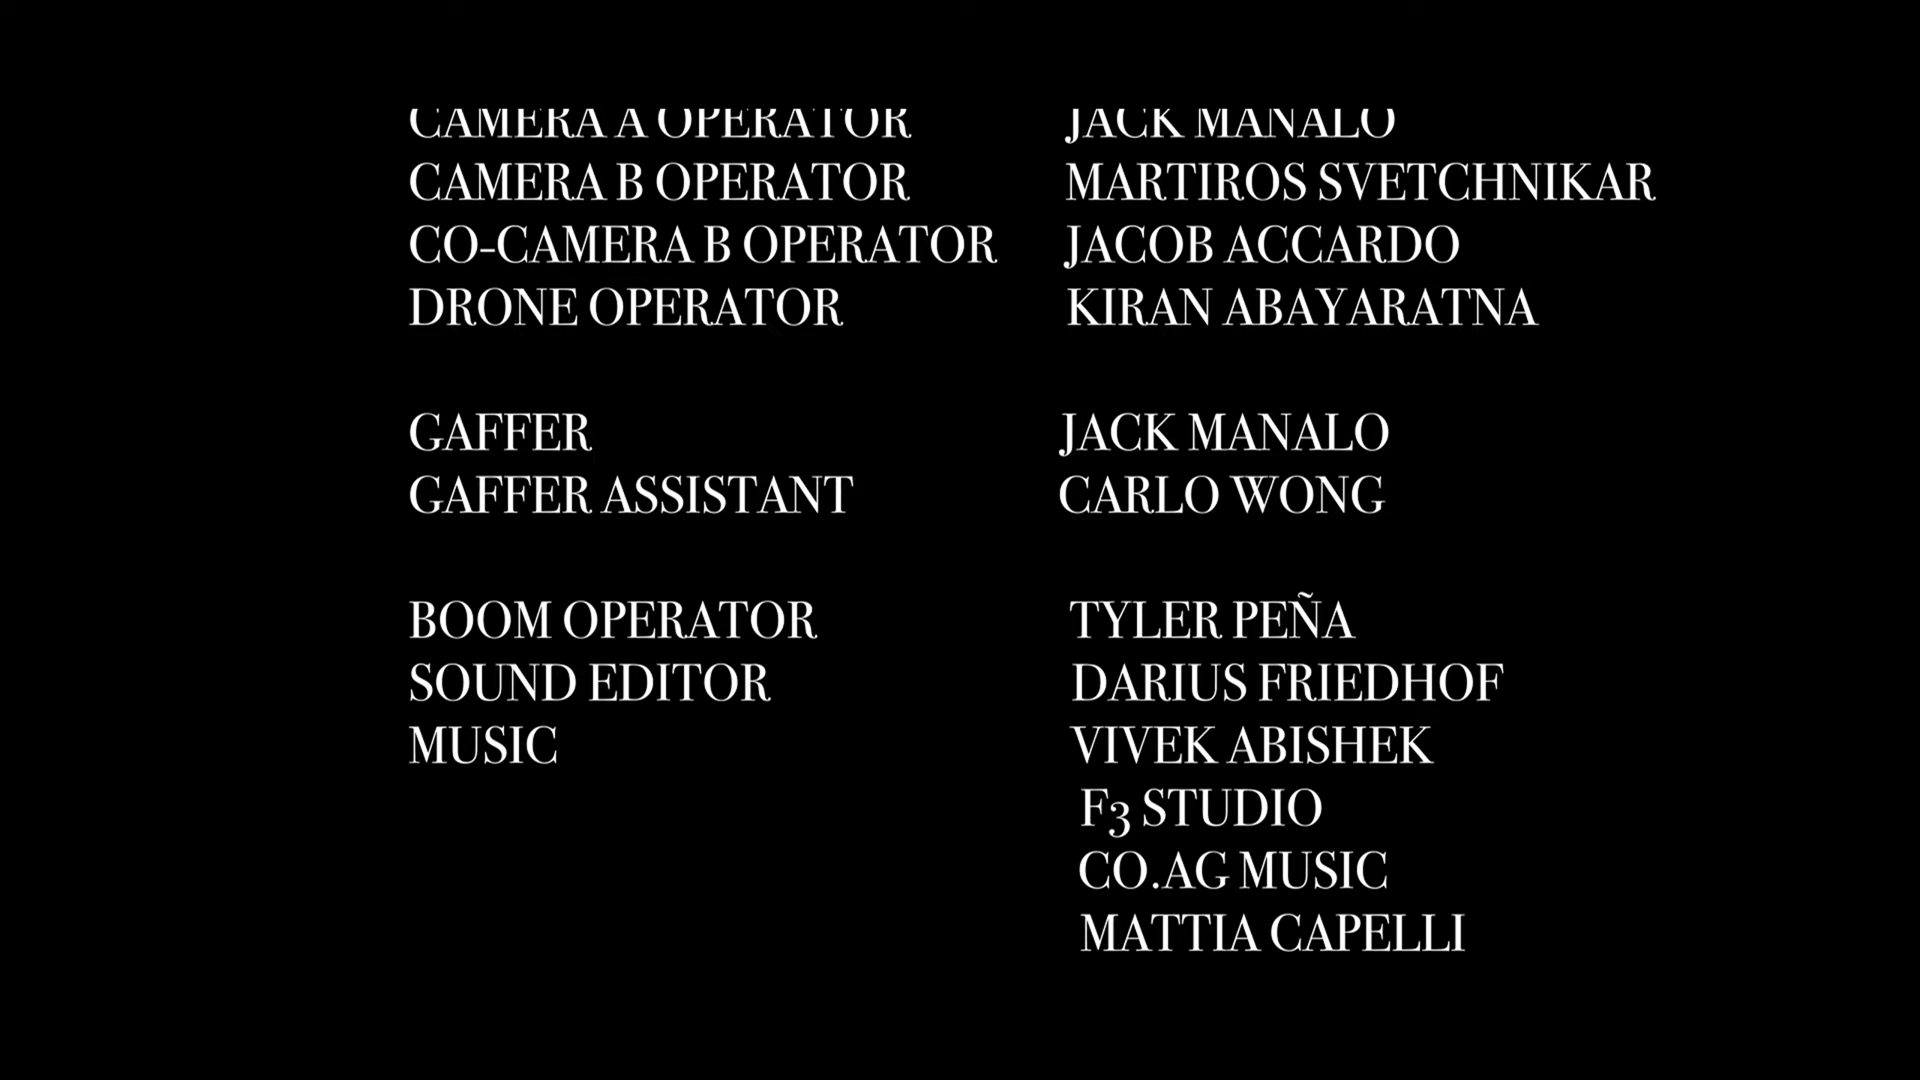 CAMERA A OPERATOR JACK MANALO
CAMERA B OPERATOR MARTIROS SVETCHNIKAR
CO-CAMERA B OPERATOR JACOB ACCARDO
DRONE OPERATOR KIRAN ABAYARATNA
GAFFER JACK MANALO
GAFFER ASSISTANT CARLO WONG
BOOM OPERATOR TYLER PEÑA
SOUND EDITOR DARIUS FRIEDHOF
MUSIC VIVEK ABISHEK
F3 STUDIO
CO.AG MUSIC
MATTIA CAPELLI